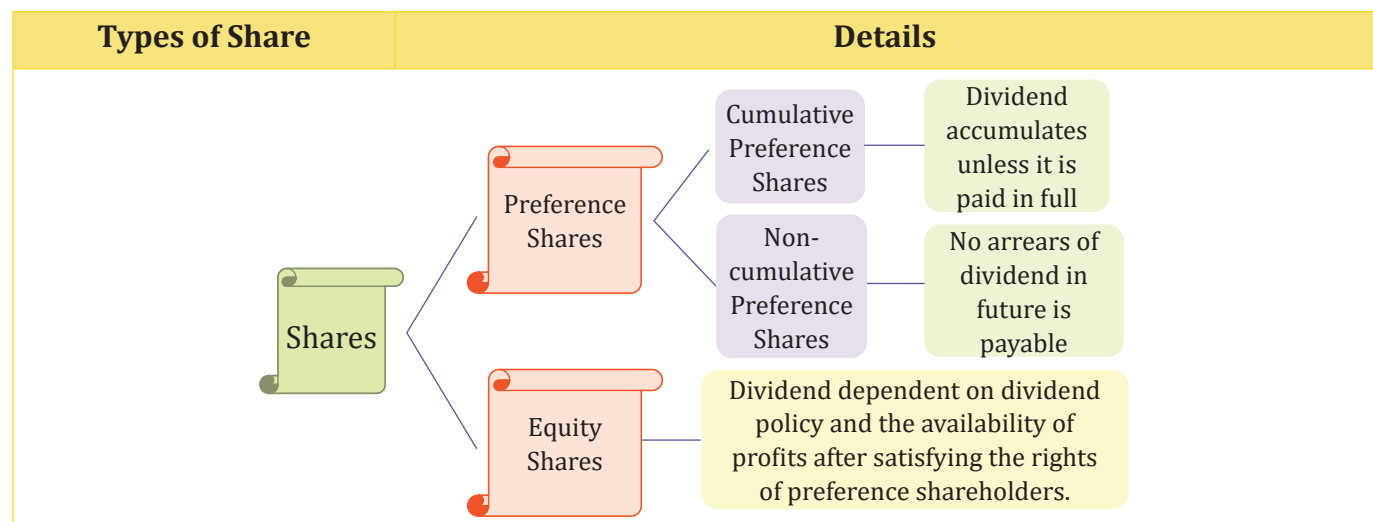 Types of Share
Details
Shares
Preference
Shares
Cumulative
Preference
Shares
Dividend
accumulates
unless it is
paid in full
Non-
cumulative
Preference
Shares
No arrears of
dividend in
future is
payable
Equity
Shares
Dividend dependent on dividend
policy and the availability of
profits after satisfying the rights
of preference shareholders.